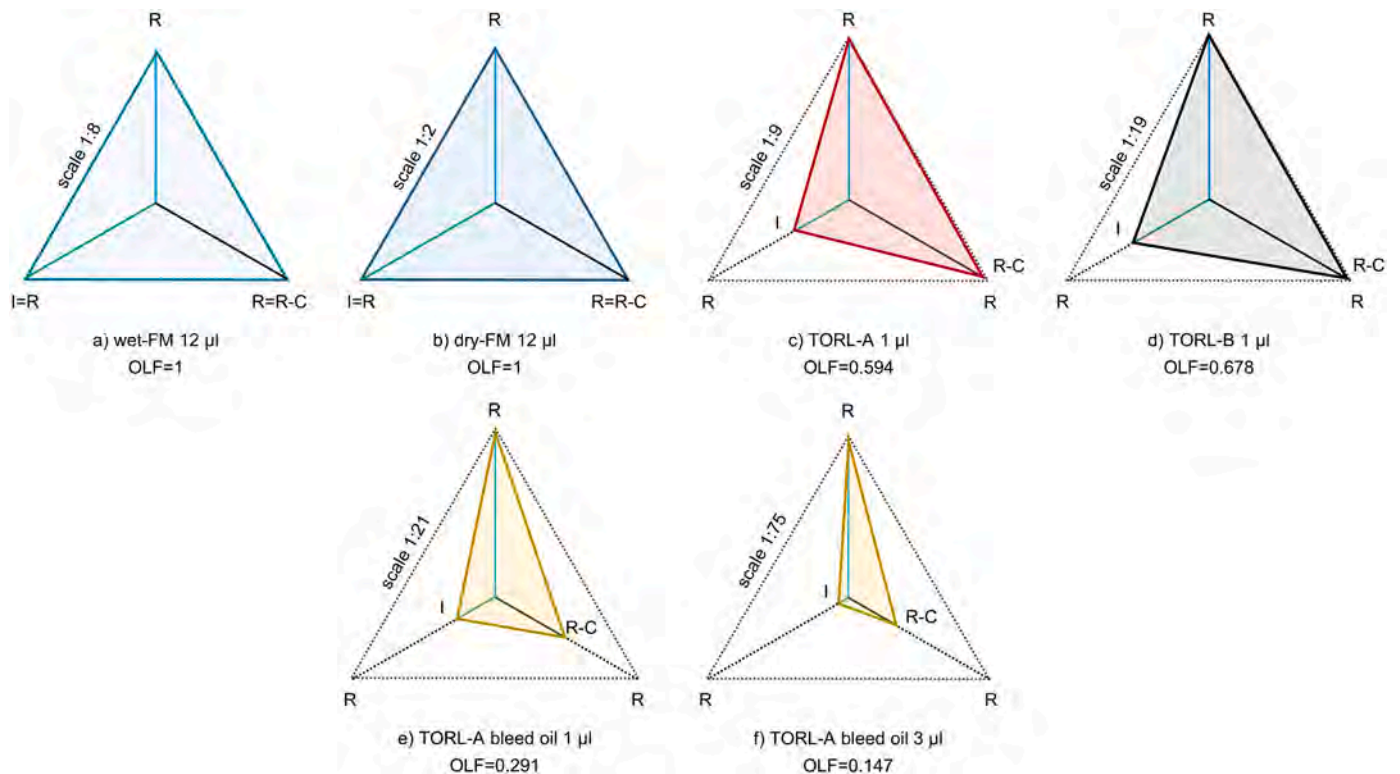 R
scale 1:8
I=R
R=R-C
a) wet-FM 12 µl
OLF=1
R
scale 1:2
I=R
R=R-C
b) dry-FM 12 µl
OLF=1
R
scale 1:9
I
R-C
R
R
c) TORL-A 1 µl
OLF=0.594
R
scale 1:19
I
R-C
R
R
d) TORL-B 1 µl
OLF=0.678
R
scale 1:21
I
R-C
R
R
e) TORL-A bleed oil 1 µl
OLF=0.291
R
scale 1:75
I
R-C
R
R
f) TORL-A bleed oil 3 µl
OLF=0.147